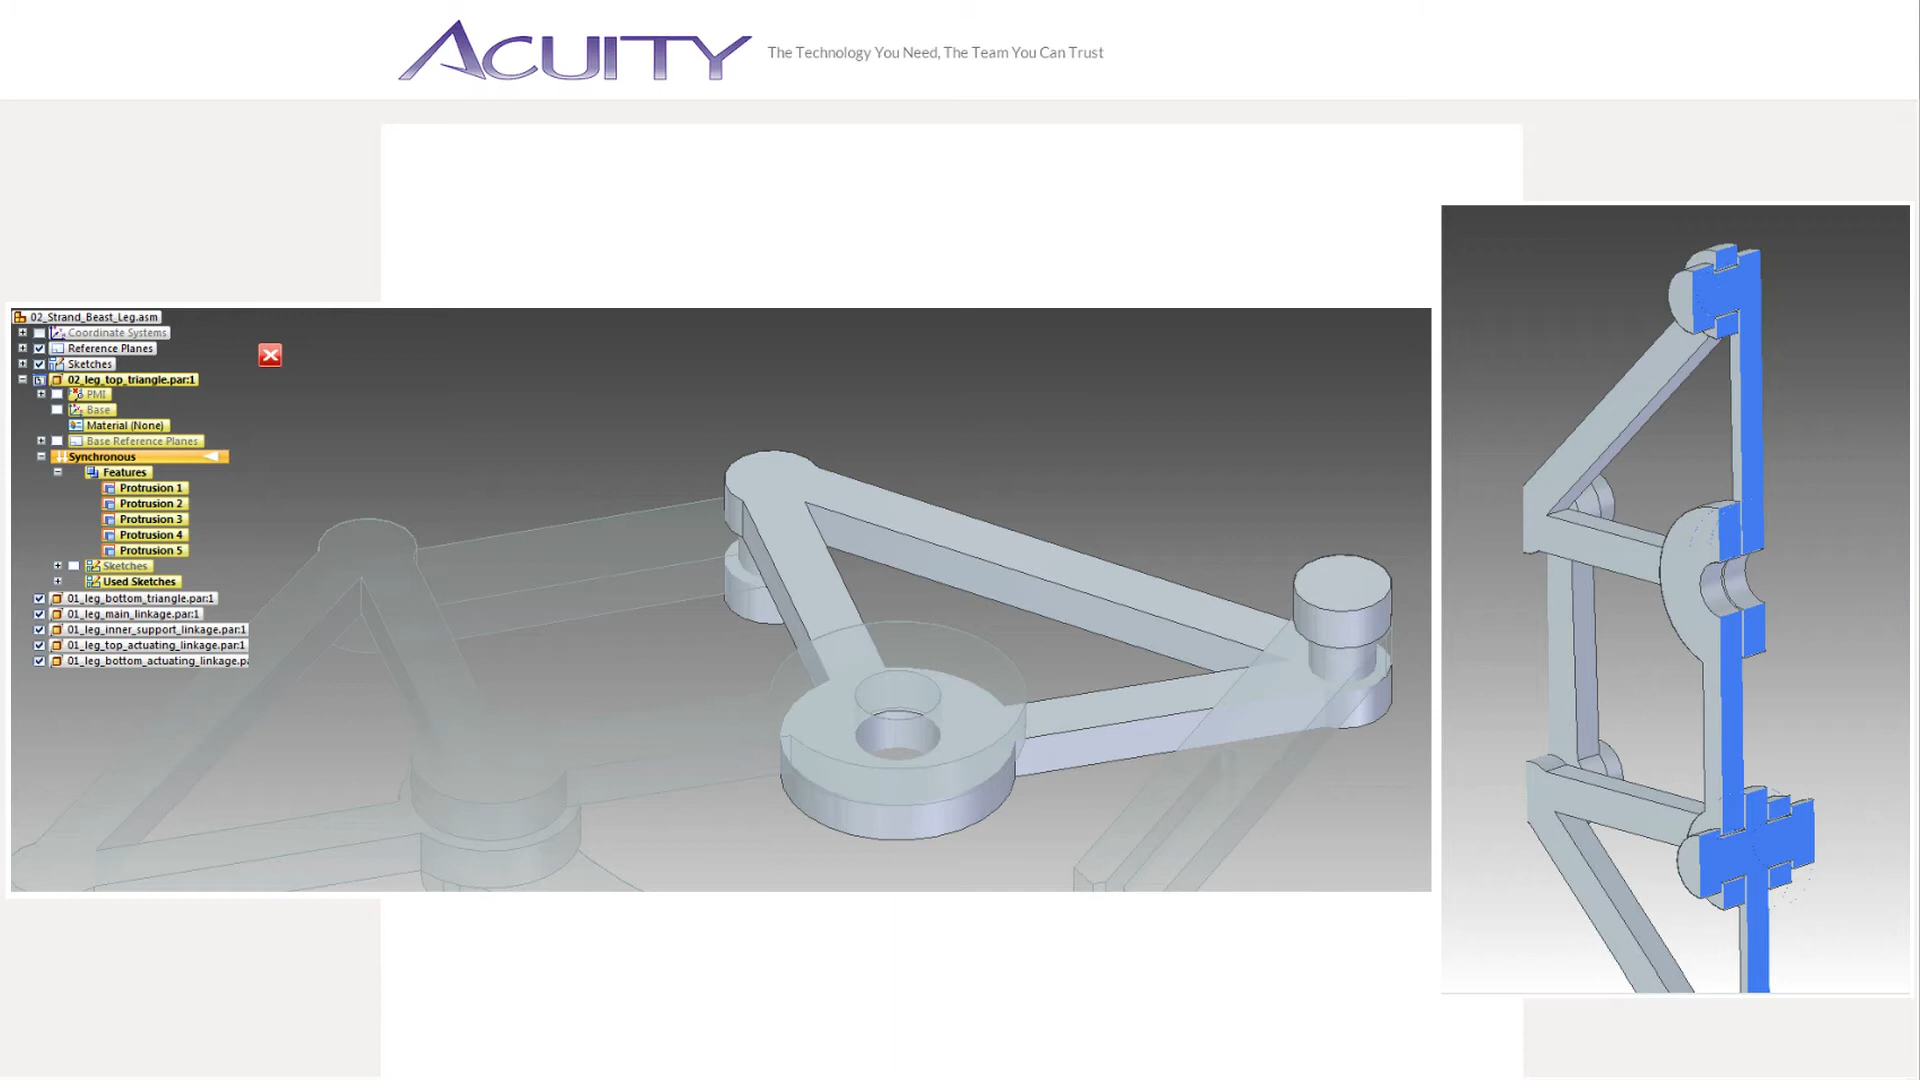 ACUITY
The Technology You Need, The Team You Can Trust
02_Strand_Beast_Leg.asm
Coordinate Systems
Reference Planes
Sketches
02_leg_top_triangle.par:1
PMI
Base
Material (None)
Base Reference Planes
Synchronous
Features
Protrusion 1
Protrusion 2
Protrusion 3
Protrusion 4
Protrusion 5
Sketches
Used Sketches
01_leg_bottom_triangle.par:1
01_leg_main_linkage.par:1
01_leg_inner_support_linkage.par:1
01_leg_top_actuating_linkage.par:1
01_leg_bottom_actuating_linkage.pa